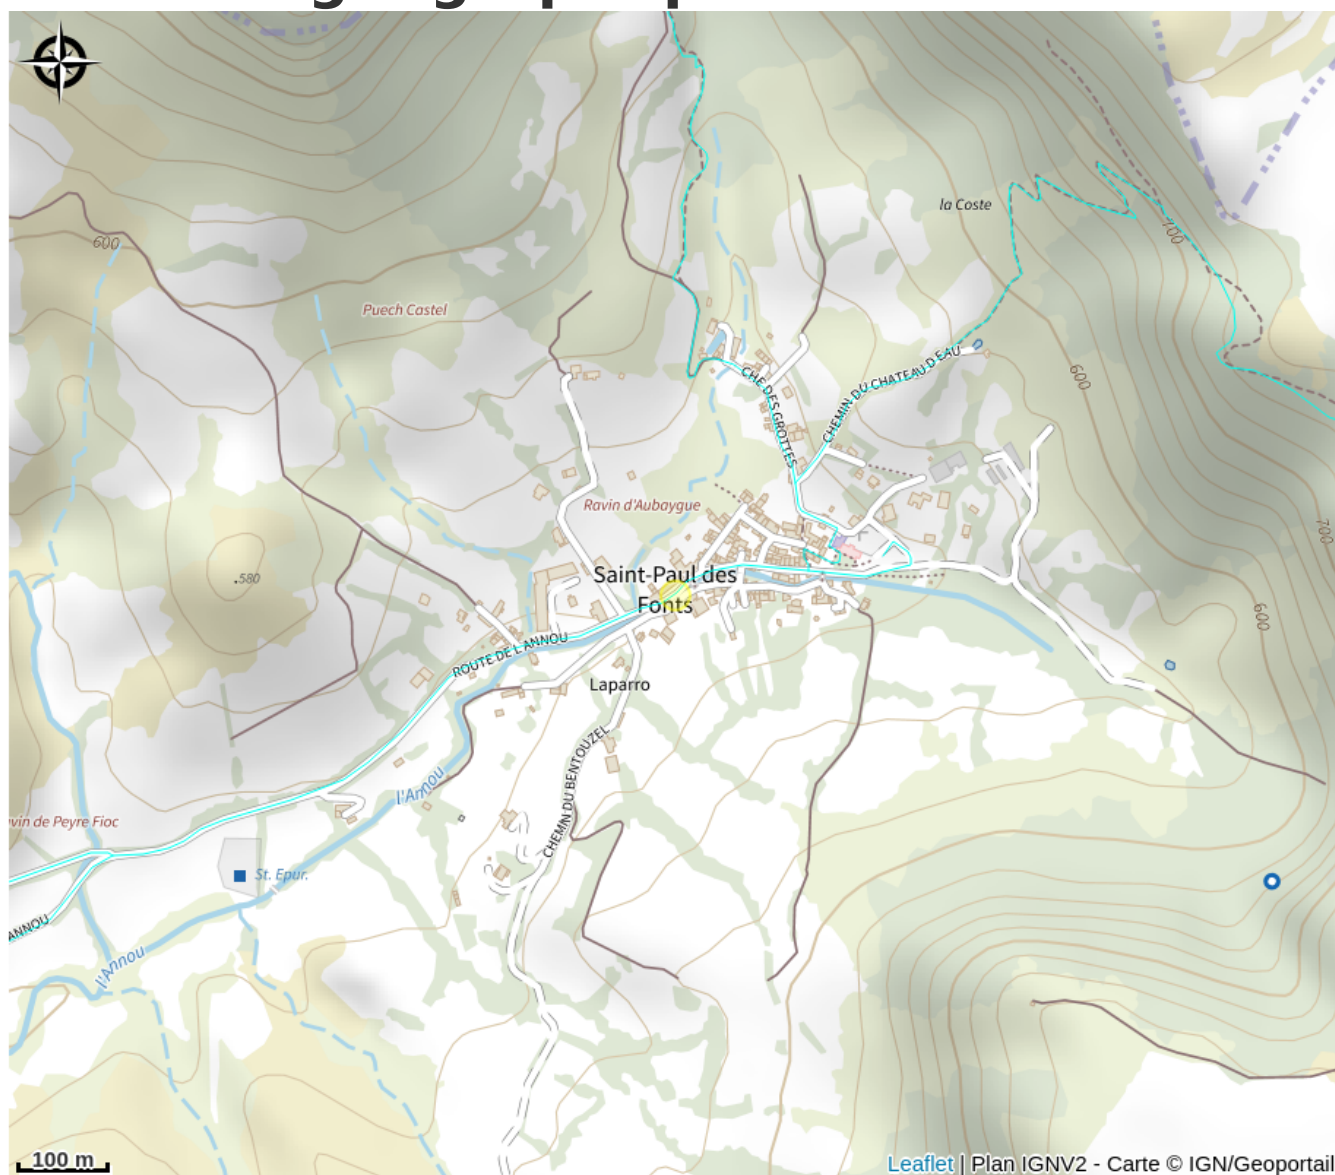 la Coste
600
700
Puech Castel
CHE DES GROTTES
CHEMIN DU CHATEAU D EAU
600
Ravin d'Aubaygue
700
.580
Saint-Paul des
Fonts
600
ROUTE DE L ANNOU
Laparro
CHEMIN DU BENTOUZEL
l'Annou
vin de Peyre Fioc
St. Epur.
ANNOU
l'Annou
100 m
Leaflet | Plan IGNV2 - Carte © IGN/Geoportail